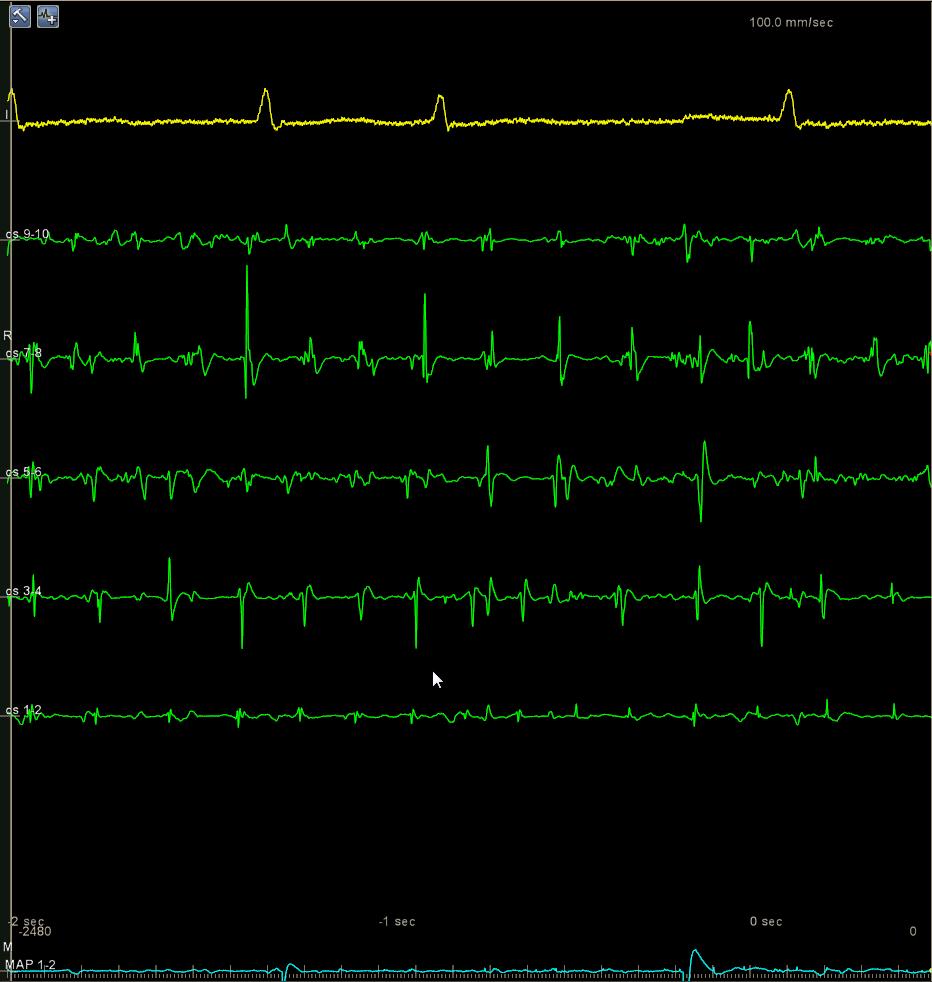 100.0 mm/sec
I
cs 9-10
R
cs 7-8
cs 5-6
cs 3,4
cs 1-2
-2 sec
-1 sec
0 sec
-2480
0
M
MAP 1-2